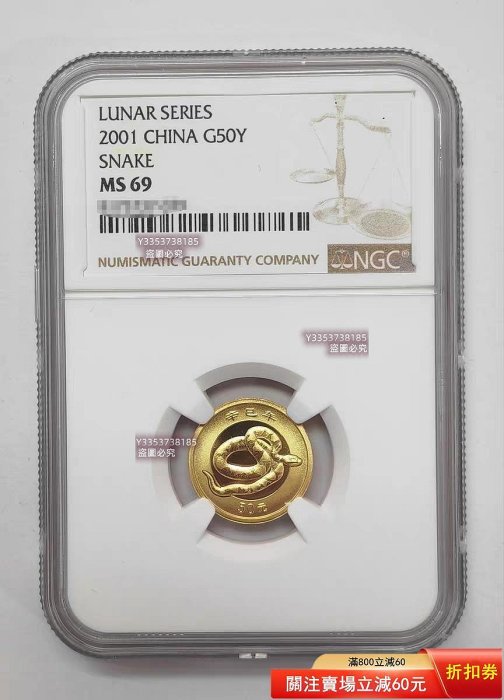 LUNAR SERIES
2001 CHINA G50Y
SNAKE
MS 69
Y3353738185
盜圖必究
NUMISMATIC GUARANTY COMPANY
NGC®
Y3353738185
盜圖必究
辛巳年
Y3353738185
盜圖必究
50元
滿800立減60
關注賣場立減60元
折扣券